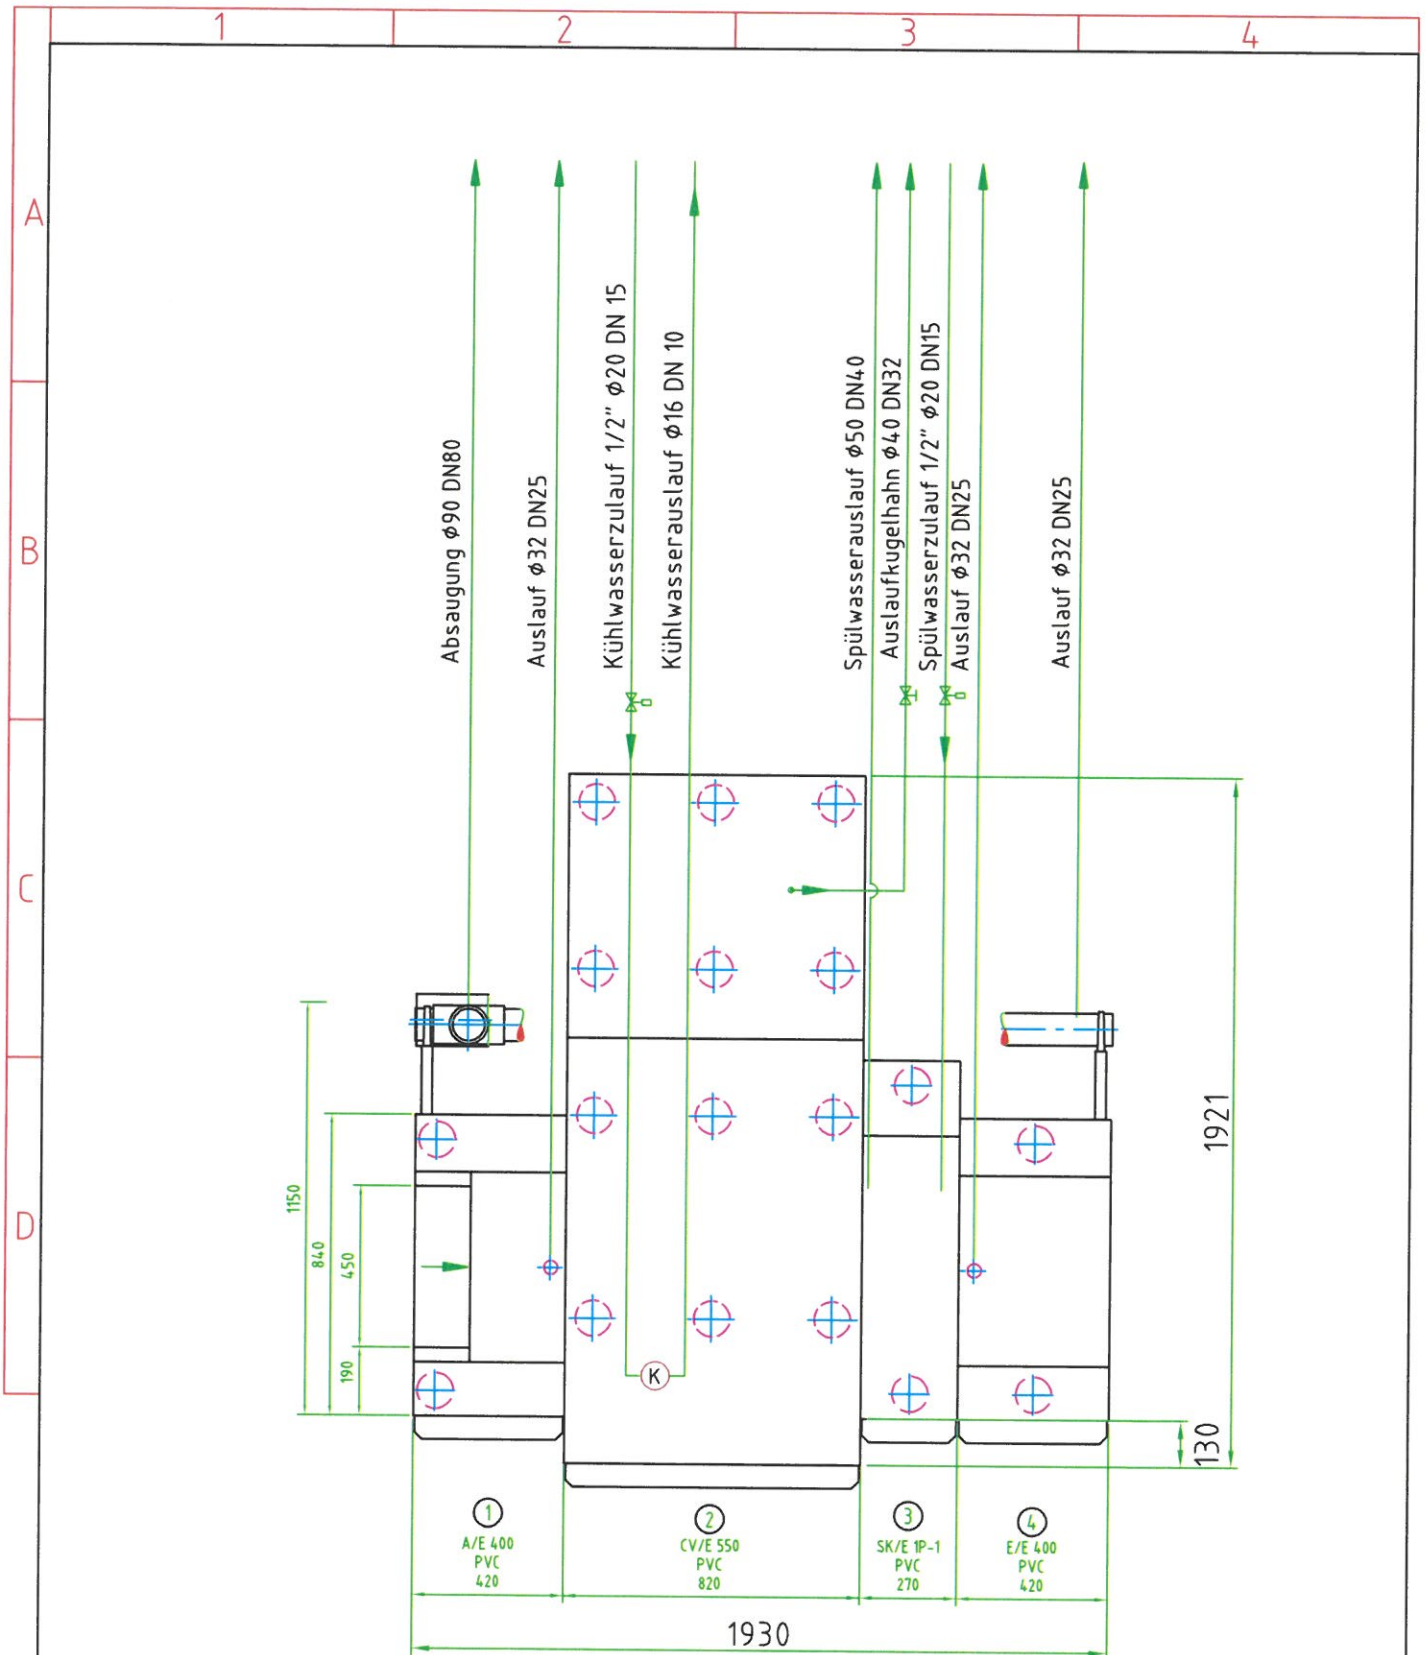 1 2 3 4
A
B
C
D
Absaugung ϕ90 DN80
Auslauf ϕ32 DN25
Kühlwasserzulauf 1/2" ϕ20 DN 15
Kühlwasserauslauf ϕ16 DN 10
Spülwasserauslauf ϕ50 DN40
Auslaufkugelhahn ϕ40 DN32
Spülwasserzulauf 1/2" ϕ20 DN15
Auslauf ϕ32 DN25
Auslauf ϕ32 DN25
1150
840
450
190
1921
130
K
1
A/E 400
PVC
420
2
CV/E 550
PVC
820
3
SK/E 1P-1
PVC
270
4
E/E 400
PVC
420
1930